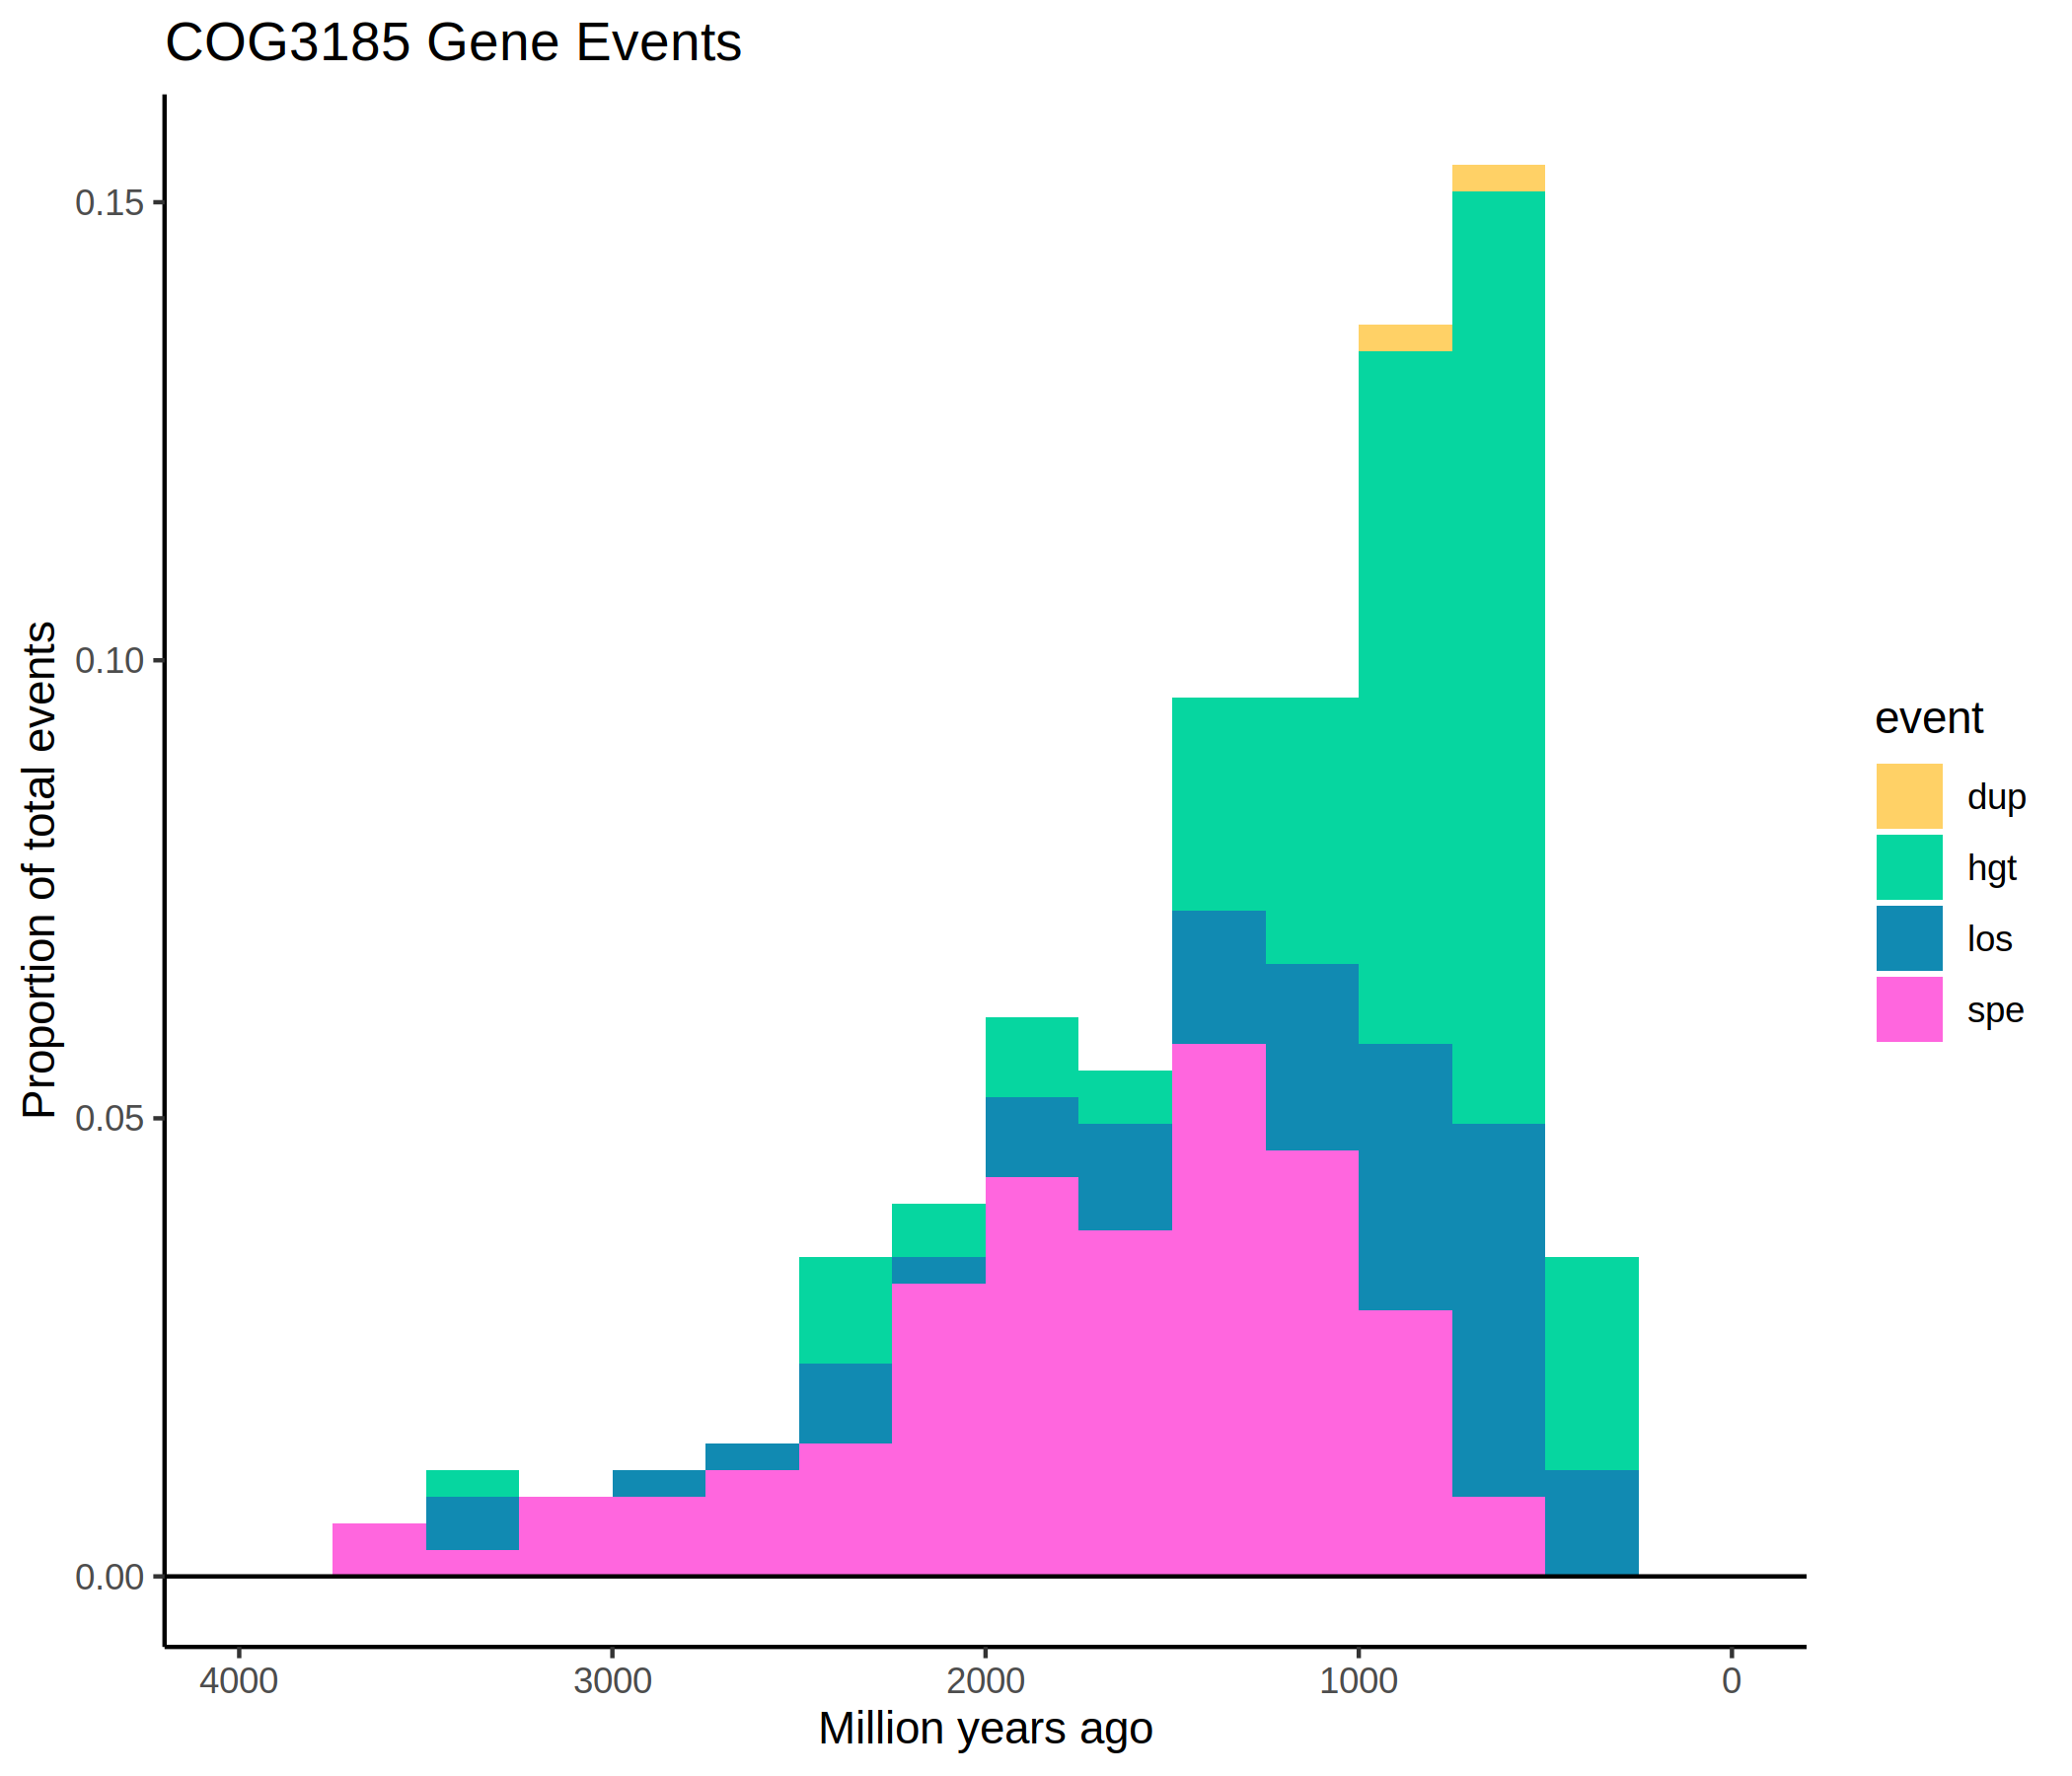 COG3185 Gene Events
Proportion of total events
0.15
0.10
0.05
0.00
4000 3000 2000 1000 0
Million years ago
event
dup
hgt
los
spe